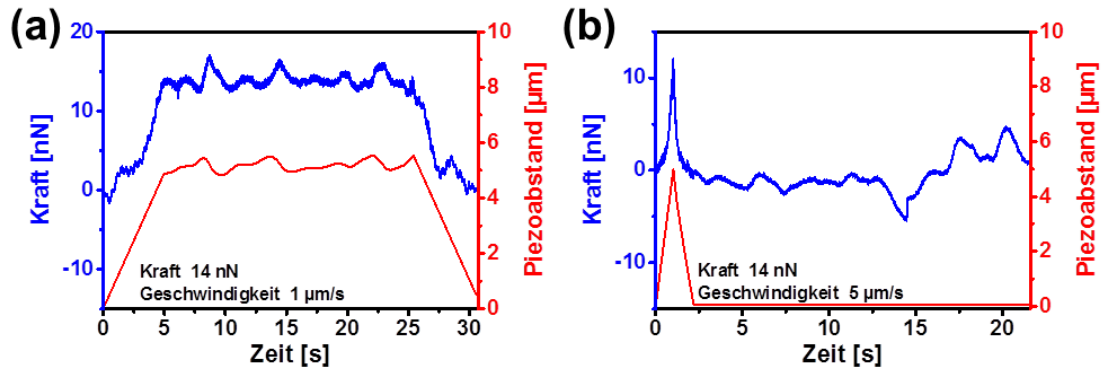 (a)
Kraft [nN]
20
10
0
-10
Piezoabstand [µm]
10
8
6
4
2
0
Kraft 14 nN
Geschwindigkeit 1 µm/s
0 5 10 15 20 25 30
Zeit [s]
(b)
Kraft [nN]
10
0
-10
Piezoabstand [µm]
10
8
6
4
2
0
Kraft 14 nN
Geschwindigkeit 5 µm/s
0 5 10 15 20
Zeit [s]